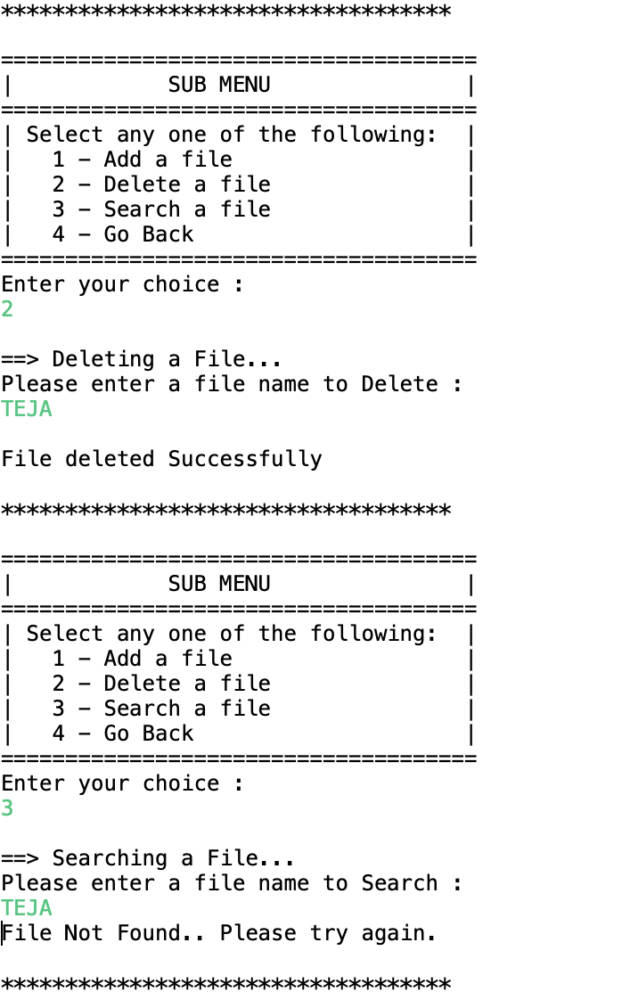 ***********************************
=====================================
|            SUB MENU               |
=====================================
| Select any one of the following:  |
|   1 – Add a file                  |
|   2 – Delete a file               |
|   3 – Search a file               |
|   4 – Go Back                     |
=====================================
Enter your choice :
2
==> Deleting a File...
Please enter a file name to Delete :
TEJA
File deleted Successfully
***********************************
=====================================
|            SUB MENU               |
=====================================
| Select any one of the following:  |
|   1 – Add a file                  |
|   2 – Delete a file               |
|   3 – Search a file               |
|   4 – Go Back                     |
=====================================
Enter your choice :
3
==> Searching a File...
Please enter a file name to Search :
TEJA
File Not Found.. Please try again.
***********************************